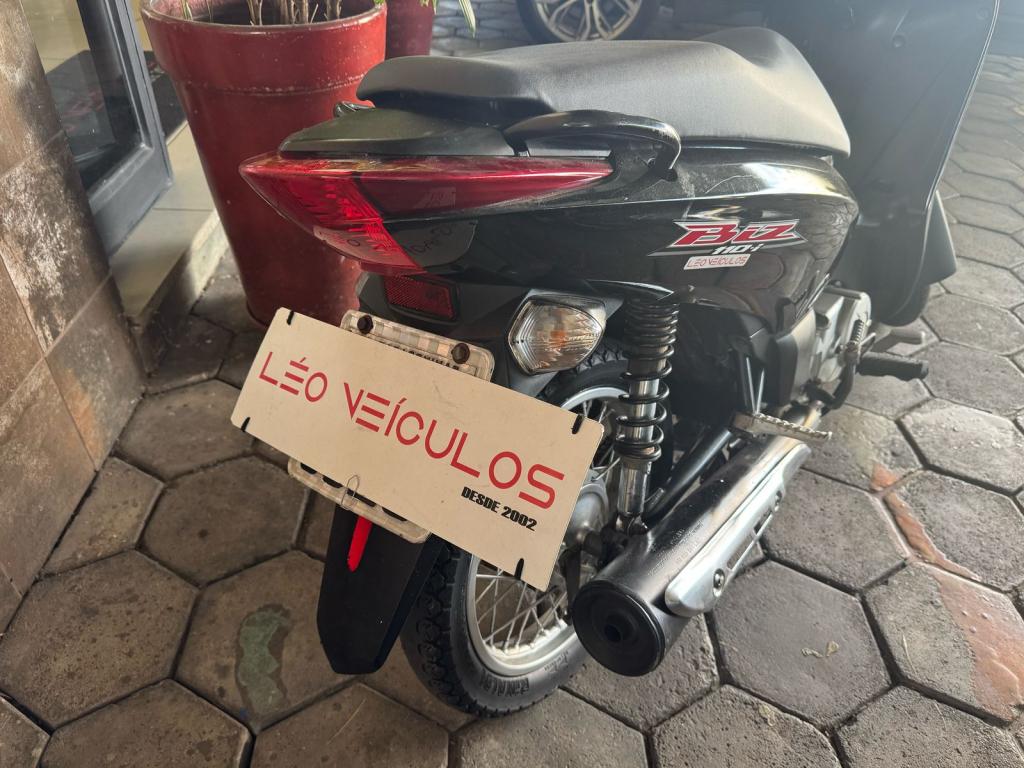 Biz
110i
LÉO VEÍCULOS
LÉO VEÍCULOS
DESDE 2002